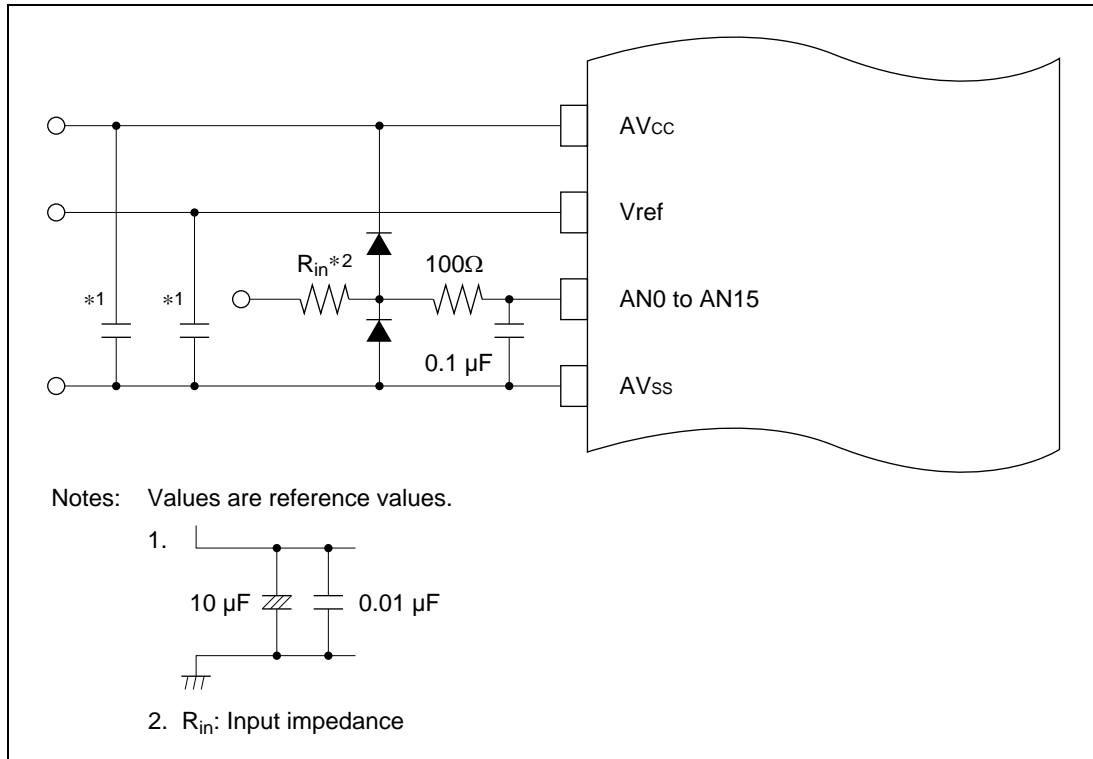 AVcc
Vref
Rin*2
100Ω
*1
*1
AN0 to AN15
0.1 µF
AVss
Notes: Values are reference values.
1.
10 µF
0.01 µF
2. Rin: Input impedance